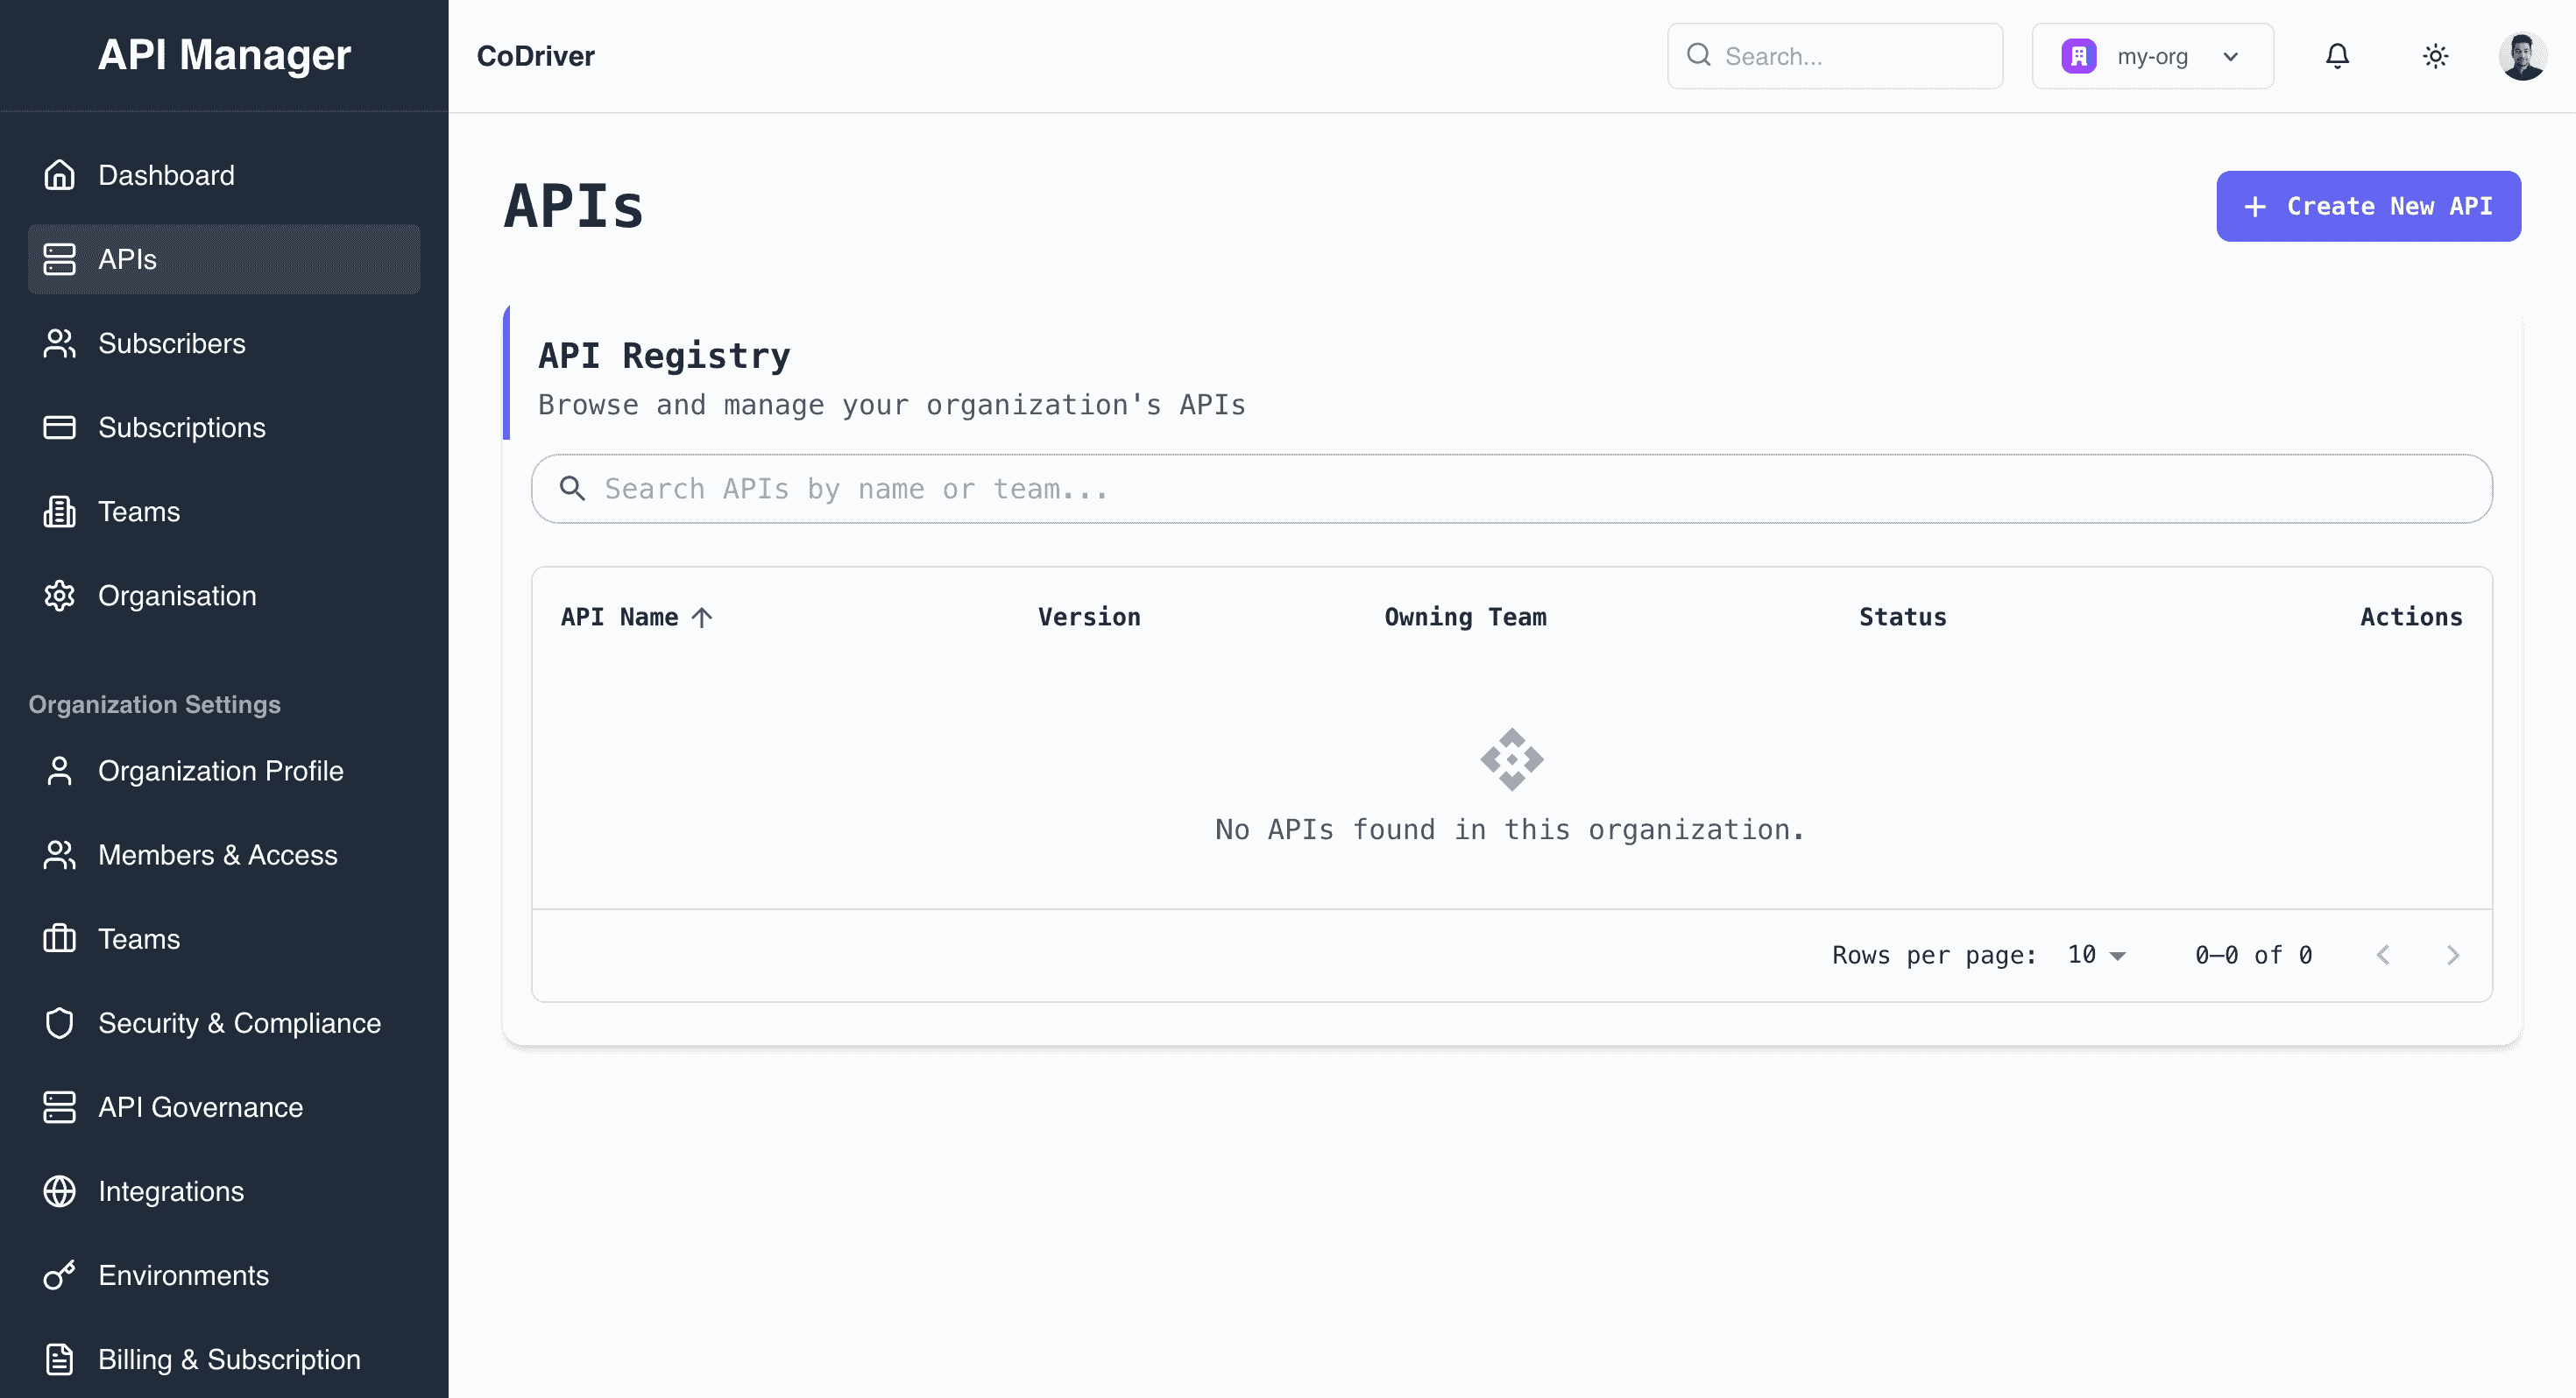 API Manager
CoDriver
Search...
my-org
Dashboard
APIs
Subscribers
Subscriptions
Teams
Organisation
Organization Settings
Organization Profile
Members & Access
Teams
Security & Compliance
API Governance
Integrations
Environments
Billing & Subscription
APIs
+ Create New API
API Registry
Browse and manage your organization's APIs
Search APIs by name or team...
API Name Version Owning Team Status Actions
No APIs found in this organization.
Rows per page: 10 0–0 of 0